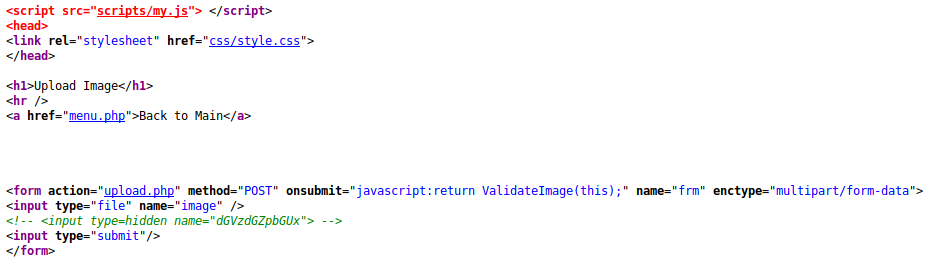 <script src="scripts/my.js"> </script>
<head>
<link rel="stylesheet" href="css/style.css">
</head>
<h1>Upload Image</h1>
<hr />
<a href="menu.php">Back to Main</a>
<form action="upload.php" method="POST" onsubmit="javascript:return ValidateImage(this);" name="frm" enctype="multipart/form-data">
<input type="file" name="image" />
<!-- <input type=hidden name="dGVzdGZpbGUx"> -->
<input type="submit"/>
</form>